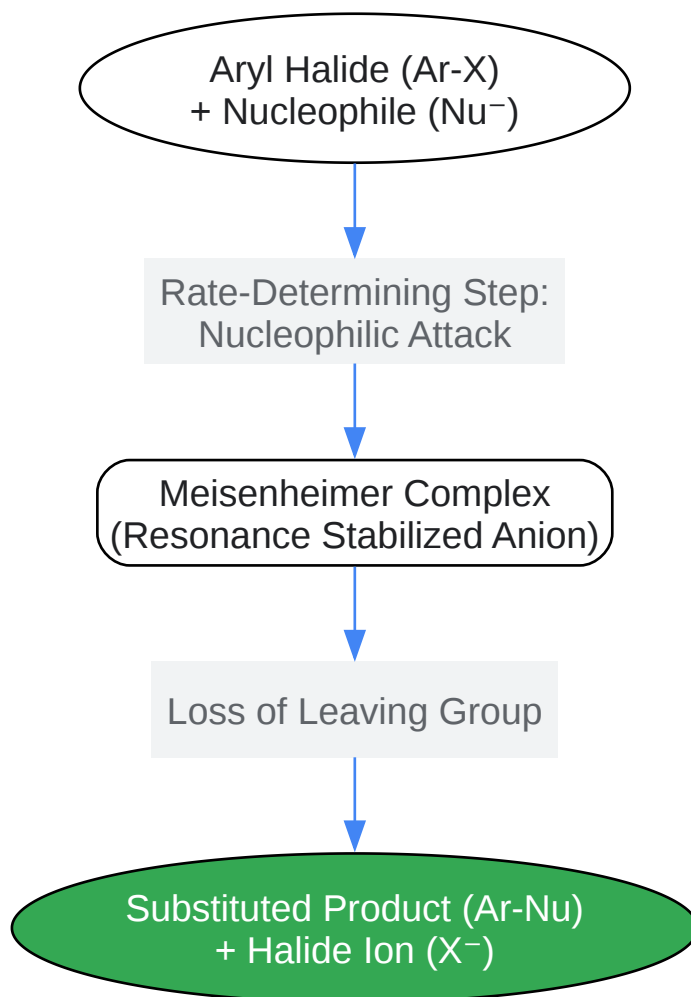 Aryl Halide (Ar-X)
+ Nucleophile (Nu⁻)
Rate-Determining Step:
Nucleophilic Attack
Meisenheimer Complex
(Resonance Stabilized Anion)
Loss of Leaving Group
Substituted Product (Ar-Nu)
+ Halide Ion (X⁻)